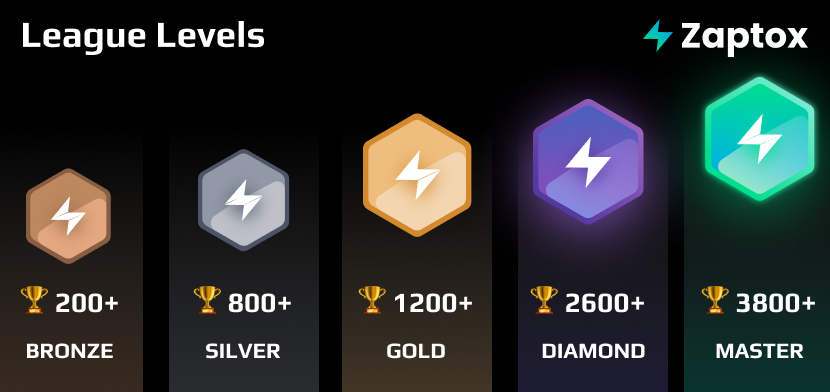 League Levels
Zaptox
200+
800+
1200+
2600+
3800+
BRONZE
SILVER
GOLD
DIAMOND
MASTER